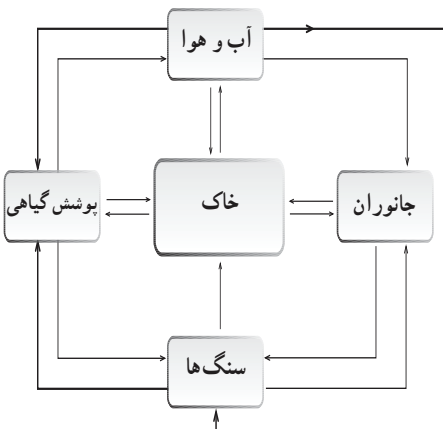 آب و هوا
جانوران
خاک
پوشش گیاهی
سنگ‌ها